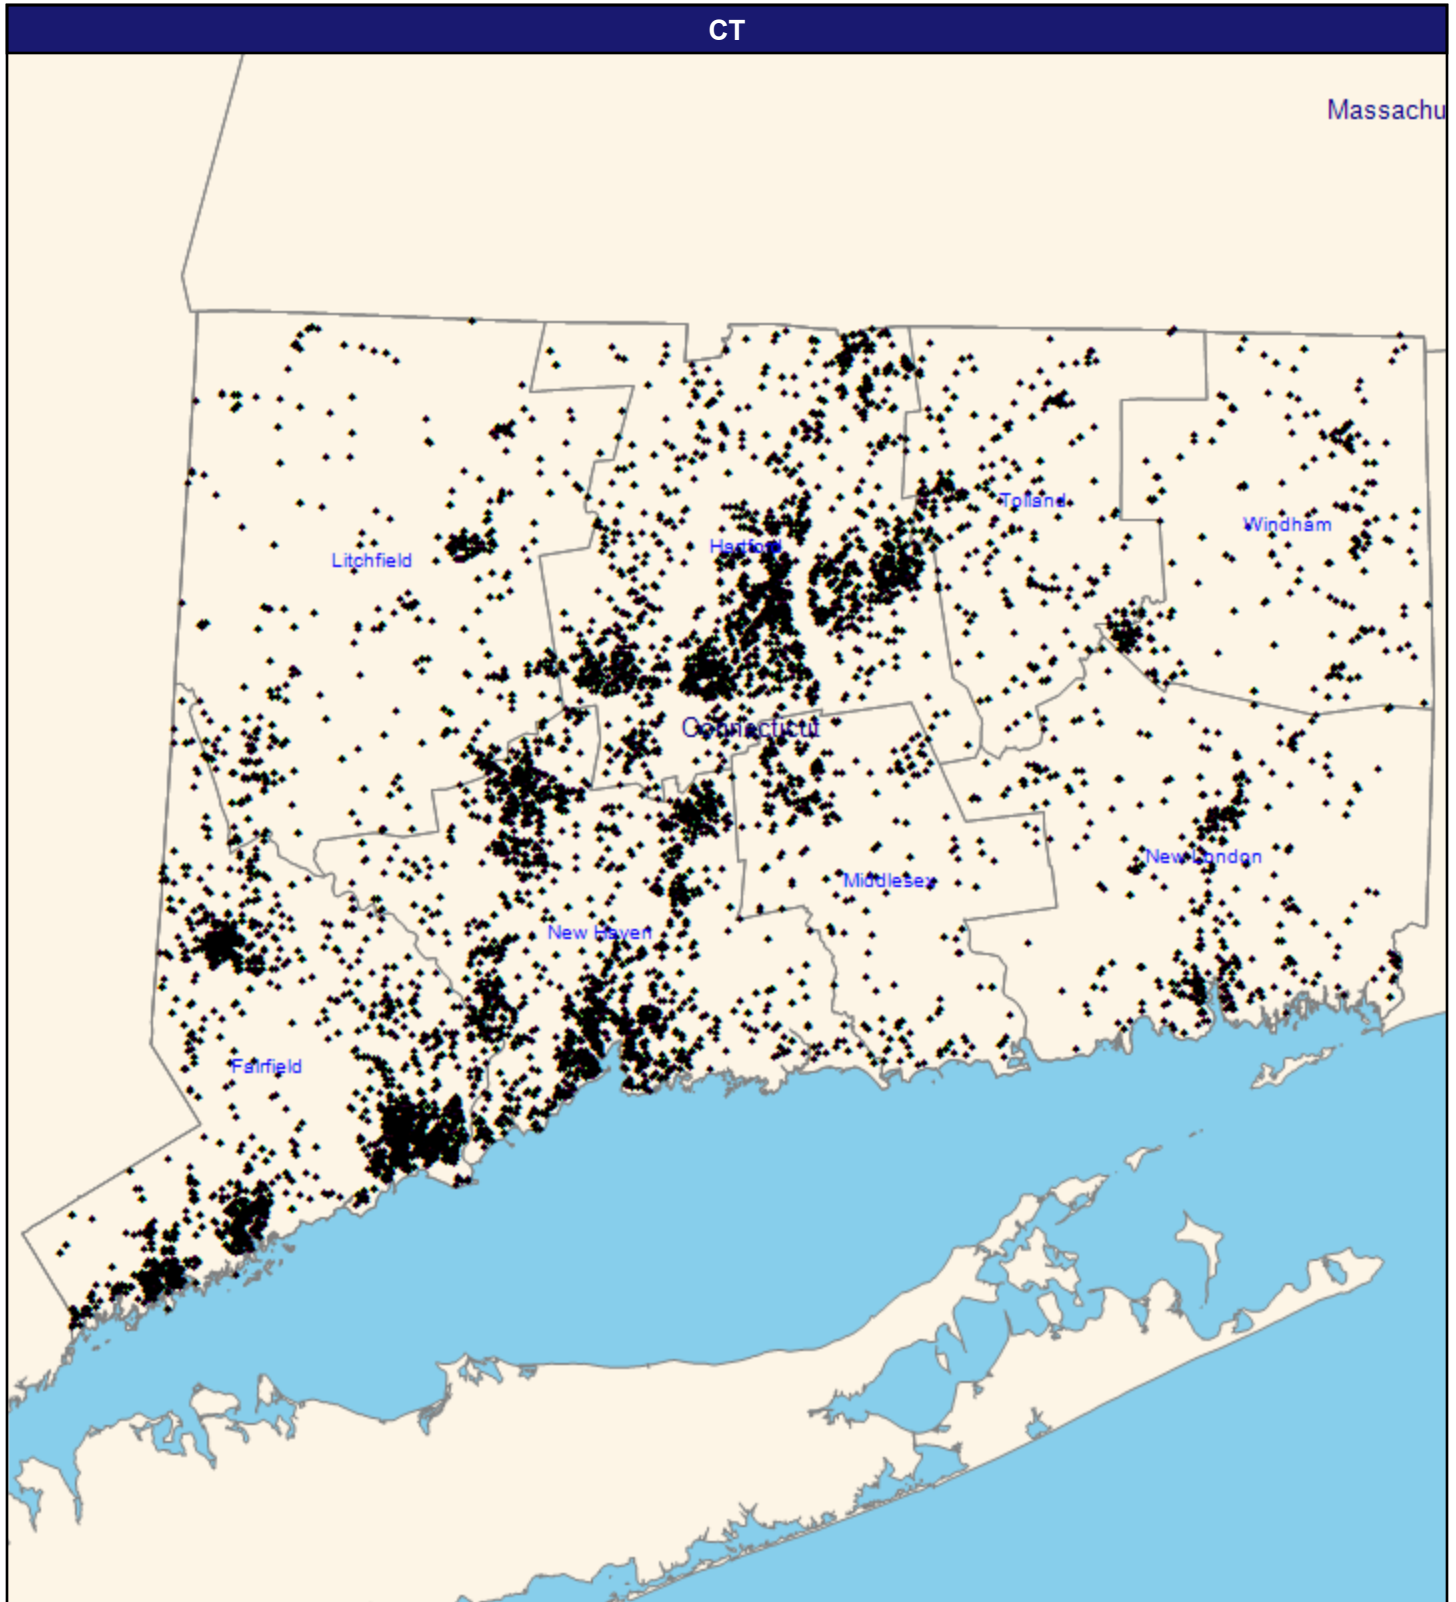 CT
Massachu
Tolland
Windham
Hartford
Litchfield
Connecticut
New London
Middlesex
New Haven
Fairfield